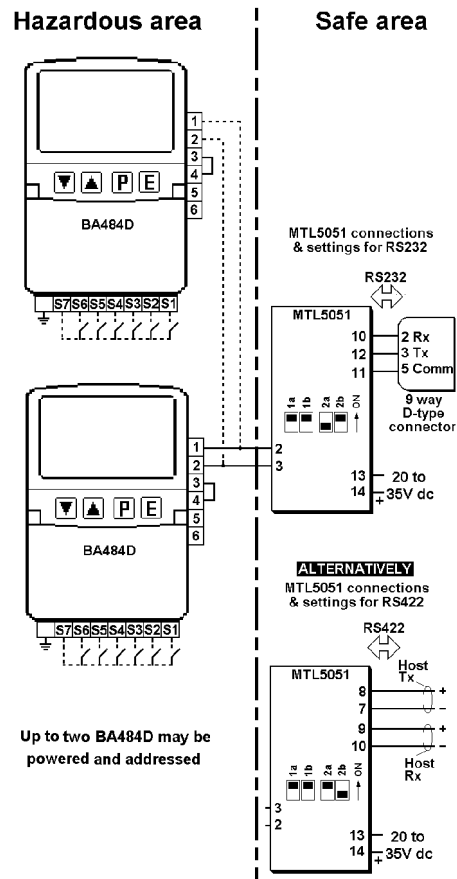 Hazardous area
Safe area
1
2
3
4
5
6
BA484D
P E
S7 S6 S5 S4 S3 S2 S1
MTL5051 connections
& settings for RS232
RS232
MTL5051
10
12
11
2 Rx
3 Tx
5 Comm
9 way
D-type
connector
1a 1b 2a 2b ON
2
3
13
14
+
20 to
35V dc
1
2
3
4
5
6
P E
BA484D
S7 S6 S5 S4 S3 S2 S1
ALTERNATIVELY
MTL5051 connections
& settings for RS422
RS422
MTL5051
Host
Tx
8 +
7 –
9 +
10 –
Host
Rx
1a 1b 2a 2b ON
3
2
13
14
+
20 to
35V dc
Up to two BA484D may be
powered and addressed